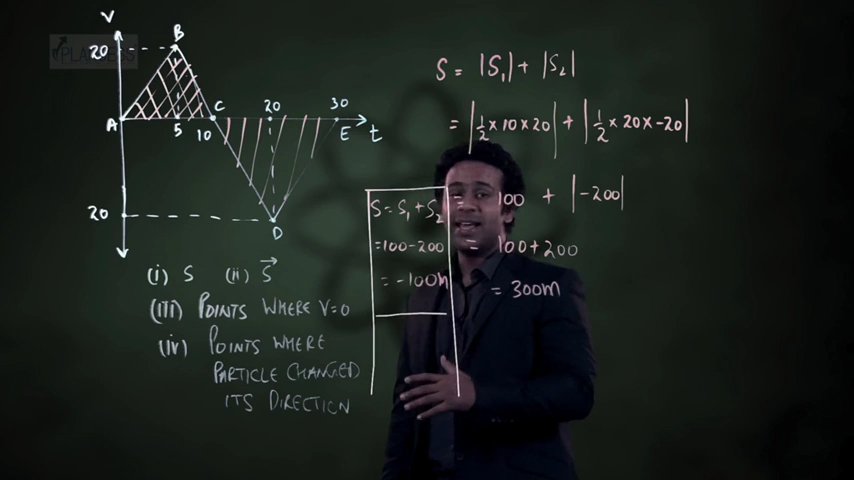 V
B
20
A
5
10
C
20
30
E
t
20
D
(i) S (ii) S⃗
(iii) POINTS WHERE V=0
(iv) POINTS WHERE
PARTICLE CHANGED
ITS DIRECTION
S = |S₁| + |S₂|
= |½ × 10 × 20| + |½ × 20 × -20|
= 100 + |-200|
= 100 + 200
= 300M
S = S₁ + S₂
= 100 - 200
= -100M